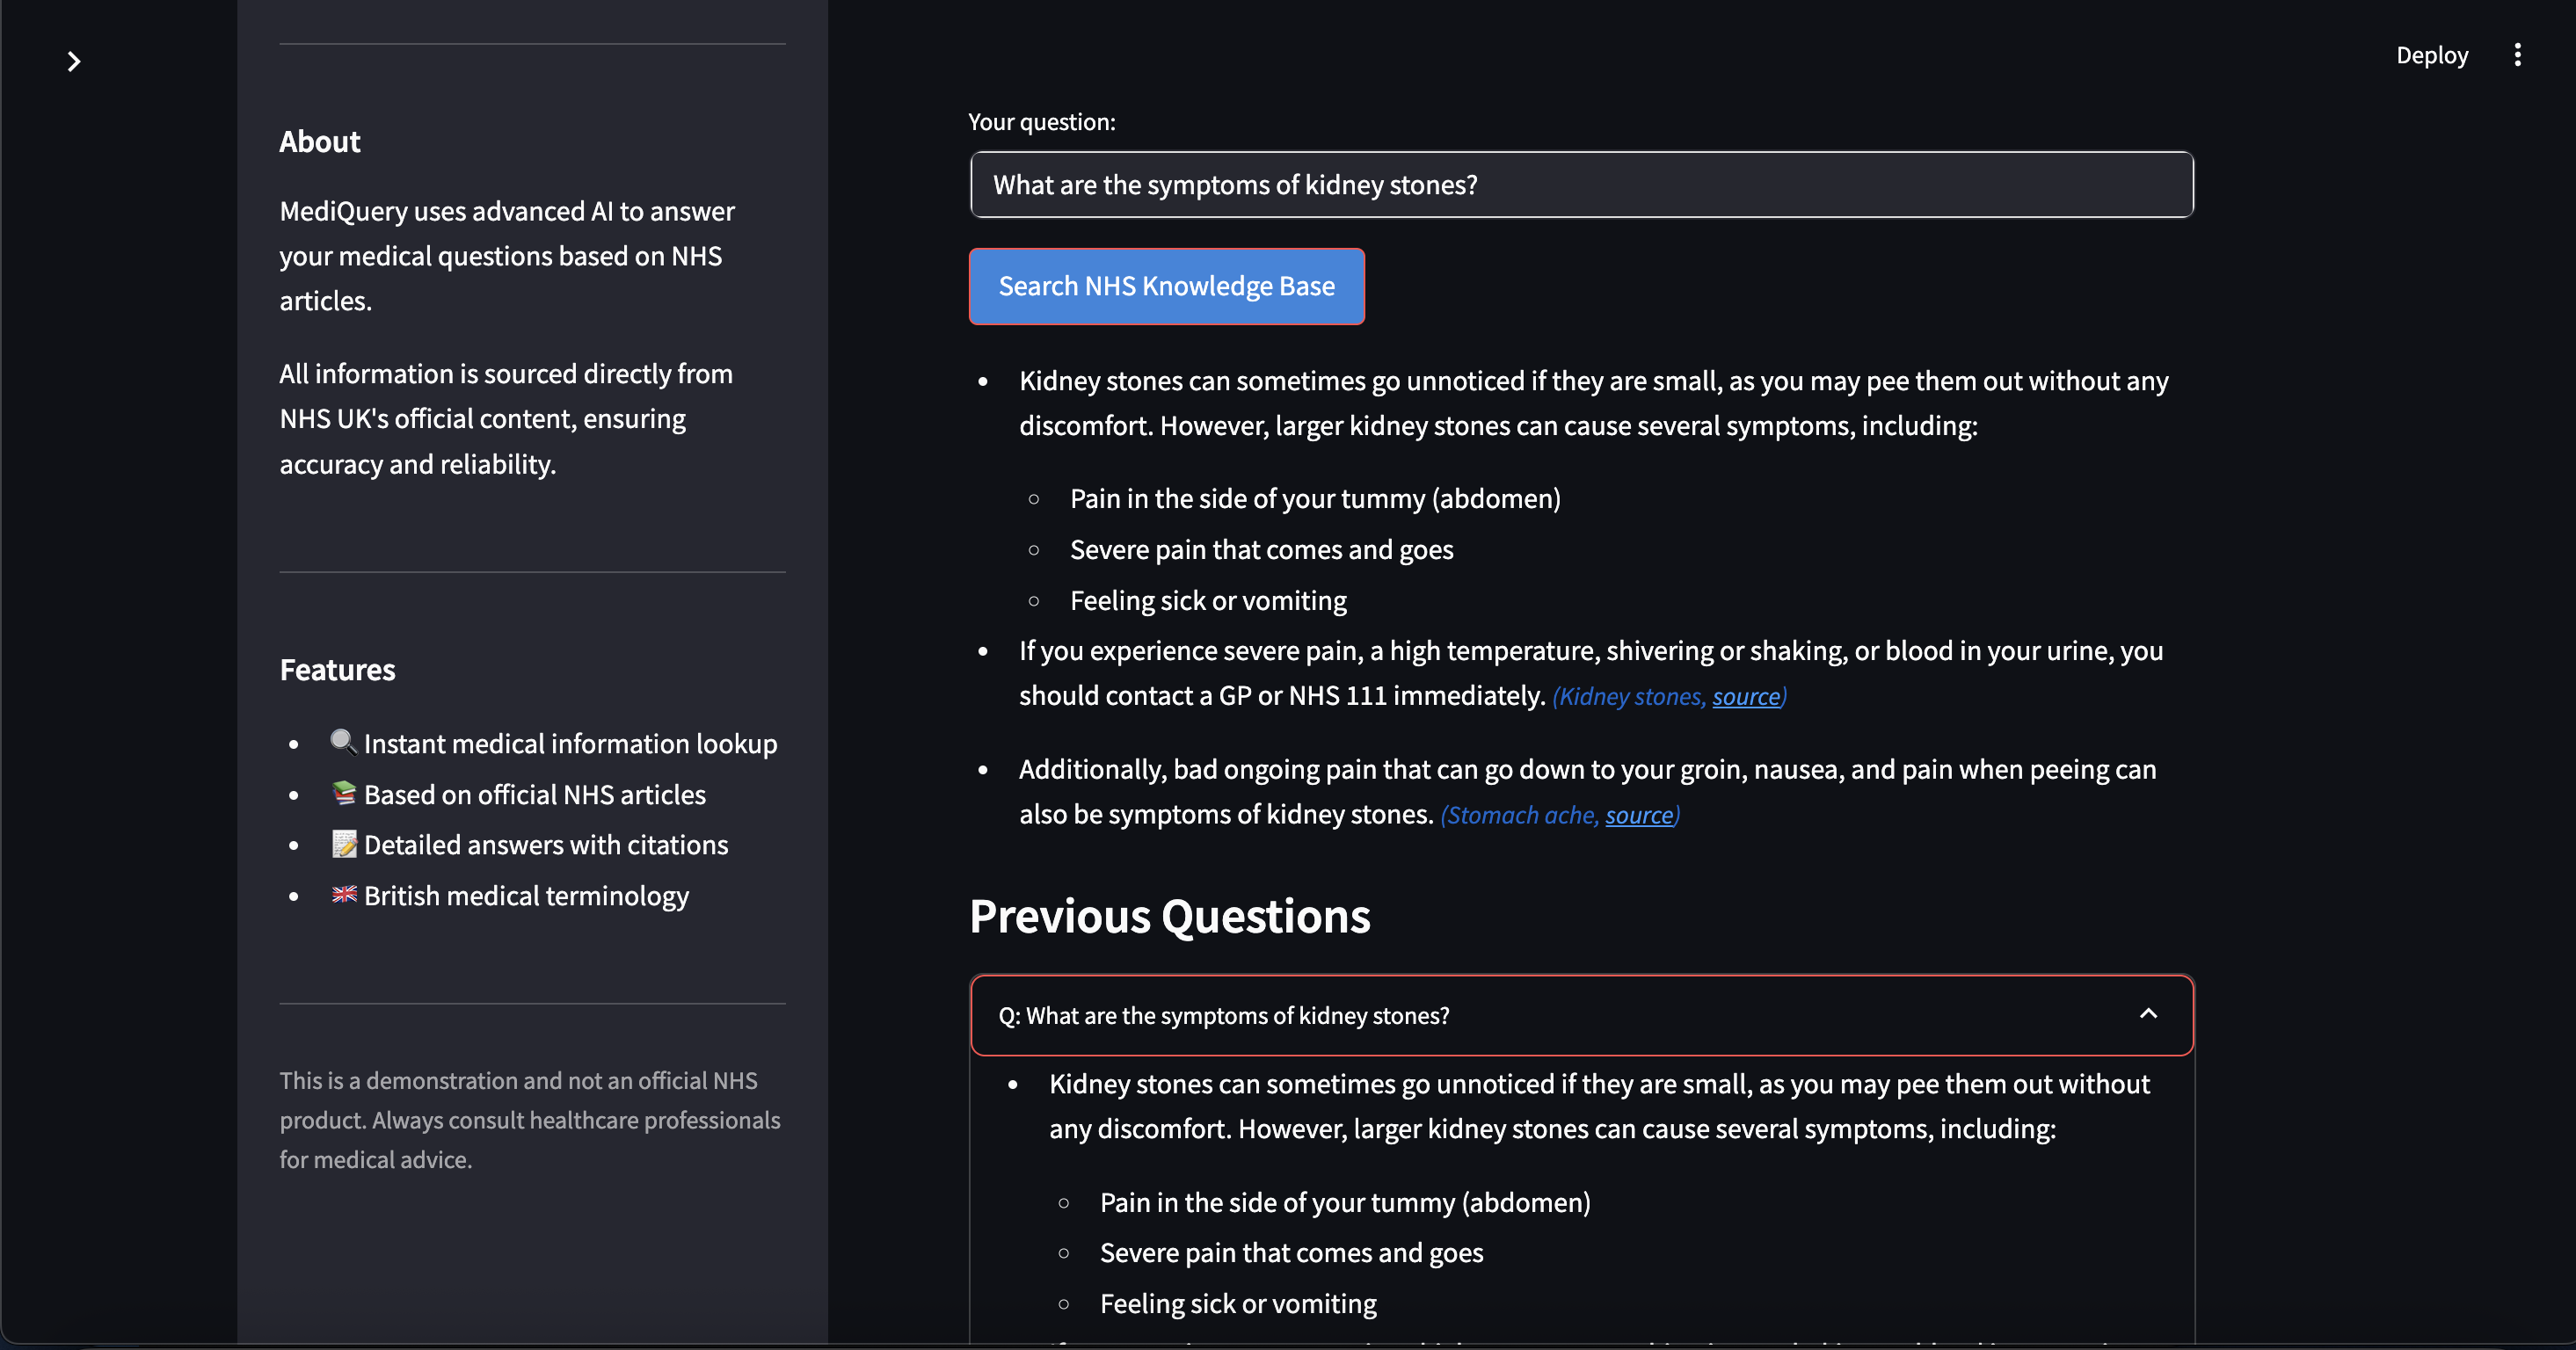 About
MediQuery uses advanced AI to answer
your medical questions based on NHS
articles.
All information is sourced directly from
NHS UK's official content, ensuring
accuracy and reliability.
Features
🔍 Instant medical information lookup
📚 Based on official NHS articles
📝 Detailed answers with citations
🇬🇧 British medical terminology
This is a demonstration and not an official NHS
product. Always consult healthcare professionals
for medical advice.
Deploy
Your question:
What are the symptoms of kidney stones?
Search NHS Knowledge Base
Kidney stones can sometimes go unnoticed if they are small, as you may pee them out without any
discomfort. However, larger kidney stones can cause several symptoms, including:
Pain in the side of your tummy (abdomen)
Severe pain that comes and goes
Feeling sick or vomiting
If you experience severe pain, a high temperature, shivering or shaking, or blood in your urine, you
should contact a GP or NHS 111 immediately. (Kidney stones, source)
Additionally, bad ongoing pain that can go down to your groin, nausea, and pain when peeing can
also be symptoms of kidney stones. (Stomach ache, source)
Previous Questions
Q: What are the symptoms of kidney stones?
Kidney stones can sometimes go unnoticed if they are small, as you may pee them out without
any discomfort. However, larger kidney stones can cause several symptoms, including:
Pain in the side of your tummy (abdomen)
Severe pain that comes and goes
Feeling sick or vomiting